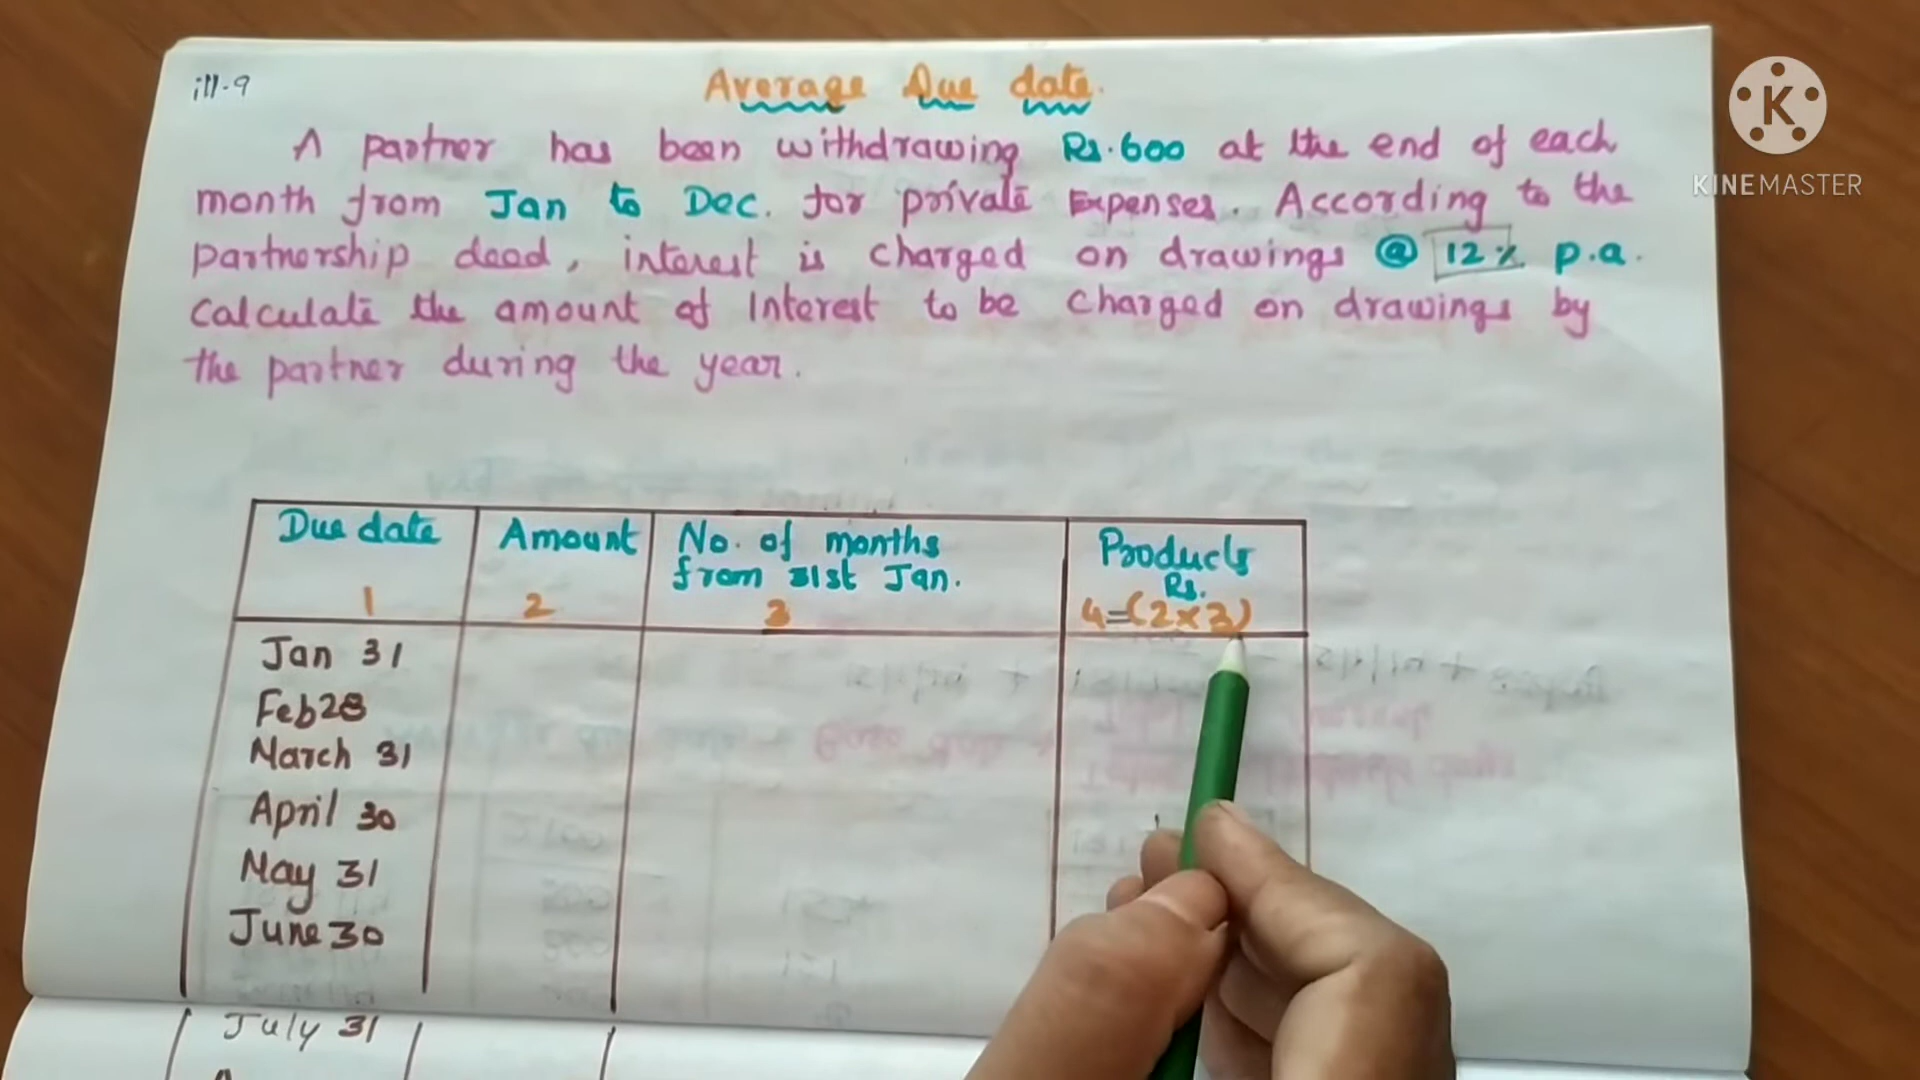 ill-9
Average Due date.
A partner has been withdrawing Rs.600 at the end of each
month from Jan to Dec. for private Expenses. According to the
partnership deed, interest is charged on drawings @ 12% p.a.
Calculate the amount of Interest to be charged on drawings by
the partner during the year.
Due date Amount No. of months Products
from 31st Jan. Rs.
1 2 3 4=(2×3)
Jan 31
Feb28
March 31
April 30
May 31
June 30
July 31
KINEMASTER